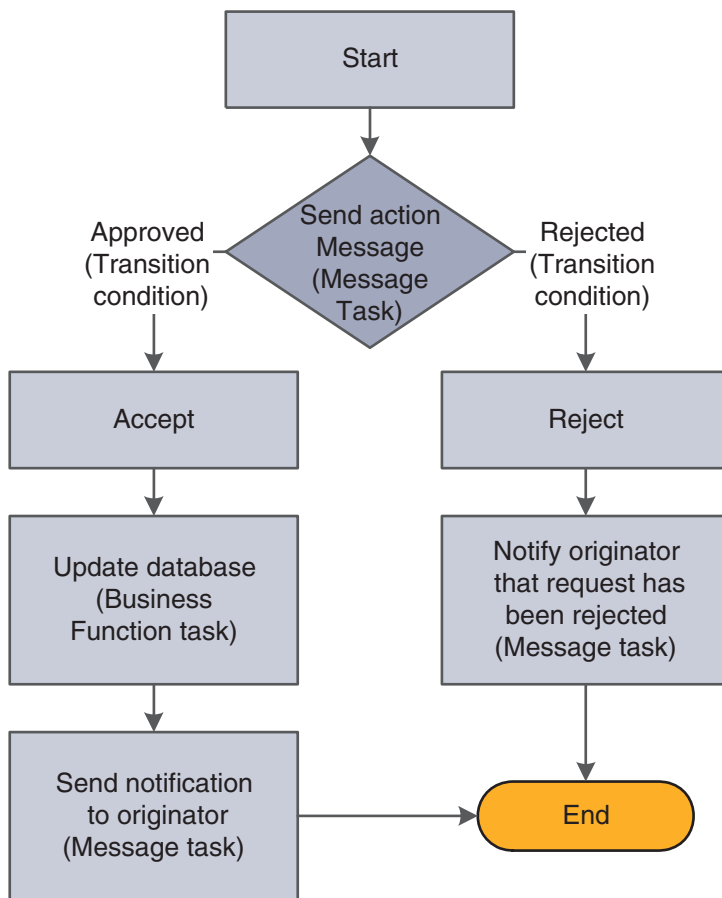 Start
Send action
Message
(Message
Task)
Approved
(Transition
condition)
Rejected
(Transition
condition)
Accept
Reject
Update database
(Business
Function task)
Notify originator
that request has
been rejected
(Message task)
Send notification
to originator
(Message task)
End